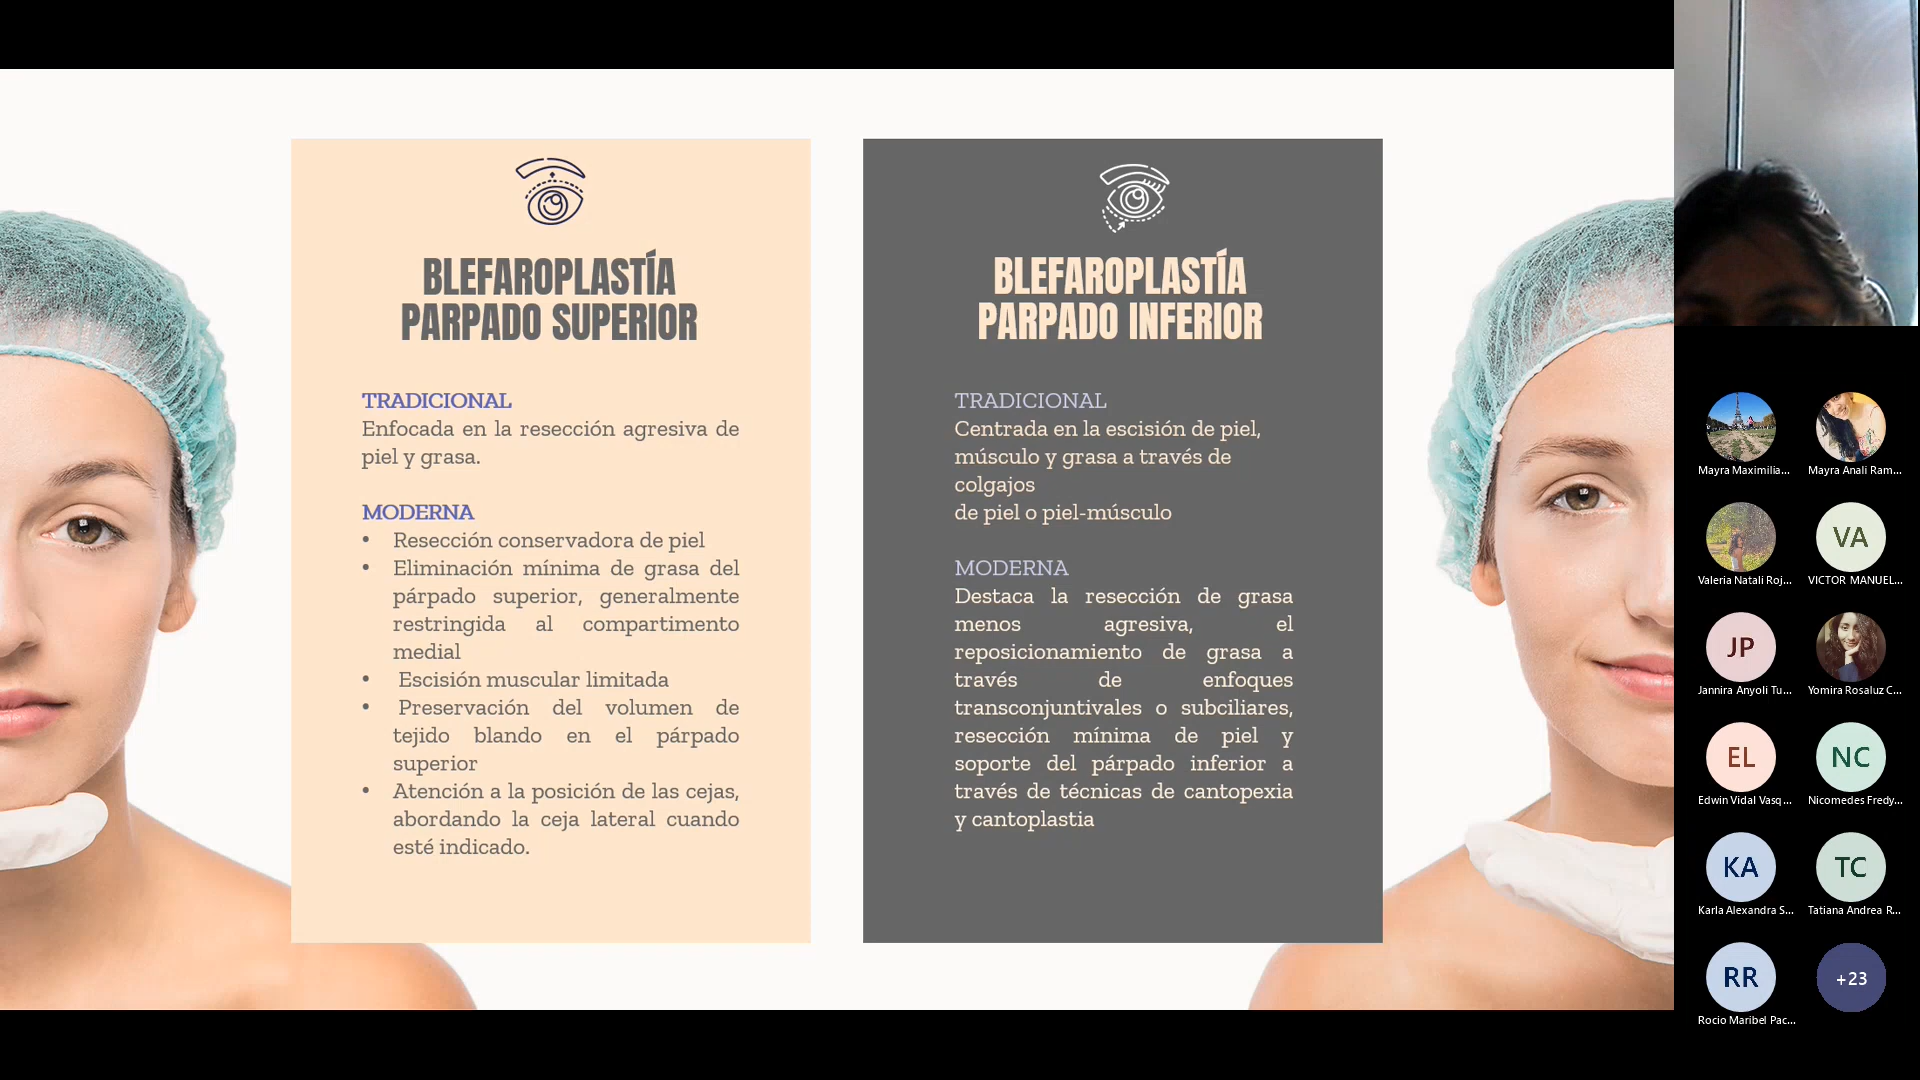 BLEFAROPLASTÍA
PARPADO SUPERIOR
TRADICIONAL
Enfocada en la resección agresiva de
piel y grasa.
MODERNA
• Resección conservadora de piel
• Eliminación mínima de grasa del
párpado superior, generalmente
restringida al compartimento
medial
• Escisión muscular limitada
• Preservación del volumen de
tejido blando en el párpado
superior
• Atención a la posición de las cejas,
abordando la ceja lateral cuando
esté indicado.
BLEFAROPLASTÍA
PARPADO INFERIOR
TRADICIONAL
Centrada en la escisión de piel,
músculo y grasa a través de
colgajos
de piel o piel-músculo
MODERNA
Destaca la resección de grasa
menos agresiva, el
reposicionamiento de grasa a
través de enfoques
transconjuntivales o subciliares,
resección mínima de piel y
soporte del párpado inferior a
través de técnicas de cantopexia
y cantoplastia
Mayra Maximilia...
Mayra Anali Ram...
Valeria Natali Roj...
VA
VICTOR MANUEL...
JP
Jannira Anyoli Tu...
Yomira Rosaluz C...
EL
Edwin Vidal Vasq...
NC
Nicomedes Fredy...
KA
Karla Alexandra S...
TC
Tatiana Andrea R...
RR
Rocio Maribel Pac...
+23